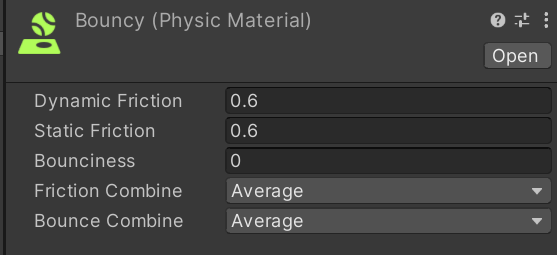 Bouncy (Physic Material)
Open
Dynamic Friction 0.6
Static Friction 0.6
Bounciness 0
Friction Combine Average
Bounce Combine Average